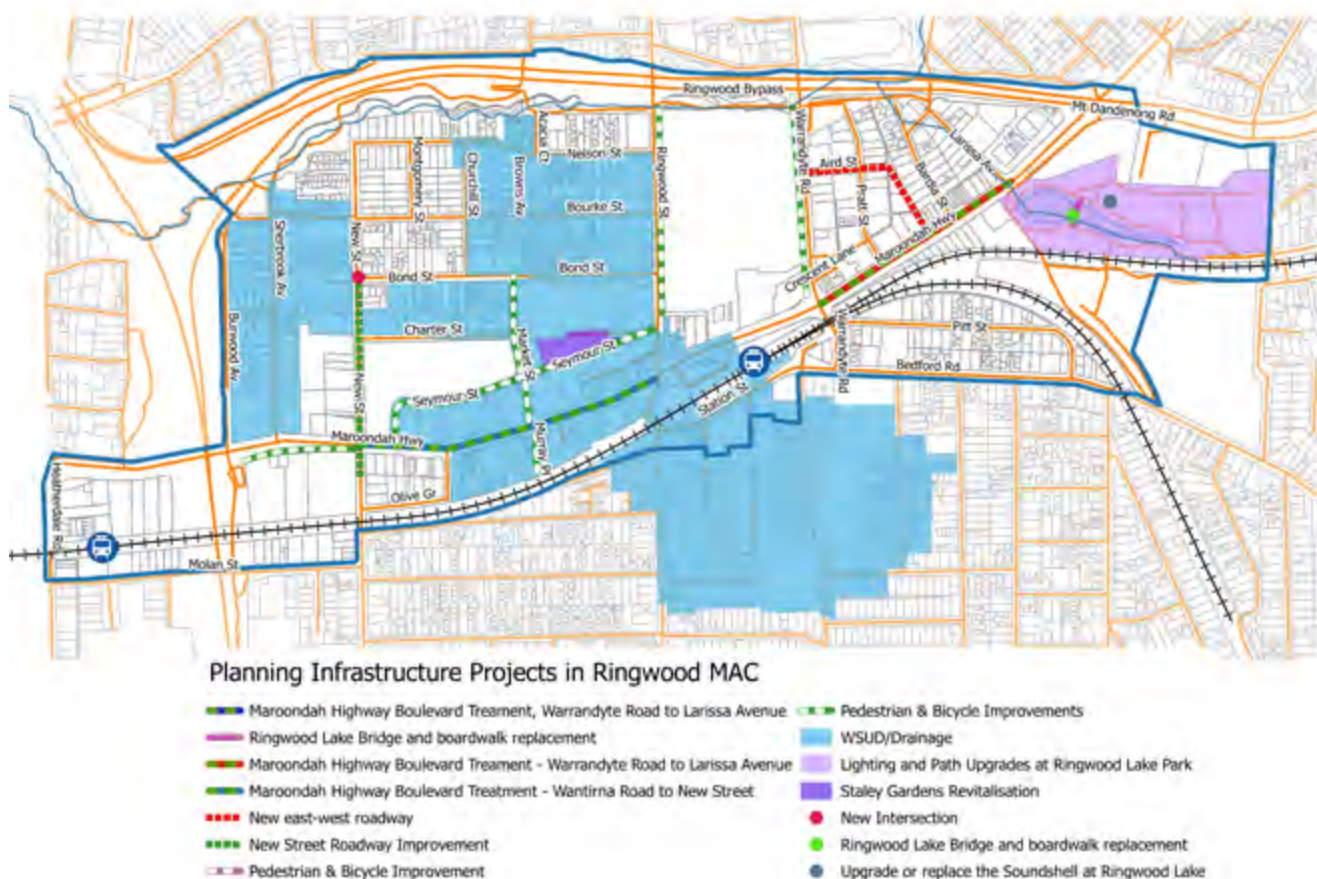 Ringwood Bypass
Mt Dandenong Rd
Acacia Ct
Nelson St
Montgomery St
Churchill St
Browns Av
Ringwood St
Warrandyte Rd
Aird St
Larissa Av
Bardia St
Pratt St
Bourke St
Sherbrook Av
New St
Bond St
Bond St
Maroondah Hwy
Crescent Lane
Burwood Av
Charter St
Market St
Seymour St
Pitt St
Warrandyte Rd
Bedford Rd
New St
Seymour St
Station St
Maroondah Hwy
Murray Pl
Heatherdale Rd
Olive Gr
Molan St
Planning Infrastructure Projects in Ringwood MAC
Maroondah Highway Boulevard Treament, Warrandyte Road to Larissa Avenue
Ringwood Lake Bridge and boardwalk replacement
Maroondah Highway Boulevard Treament - Warrandyte Road to Larissa Avenue
Maroondah Highway Boulevard Treatment - Wantirna Road to New Street
New east-west roadway
New Street Roadway Improvement
Pedestrian & Bicycle Improvement
Pedestrian & Bicycle Improvements
WSUD/Drainage
Lighting and Path Upgrades at Ringwood Lake Park
Staley Gardens Revitalisation
New Intersection
Ringwood Lake Bridge and boardwalk replacement
Upgrade or replace the Soundshell at Ringwood Lake